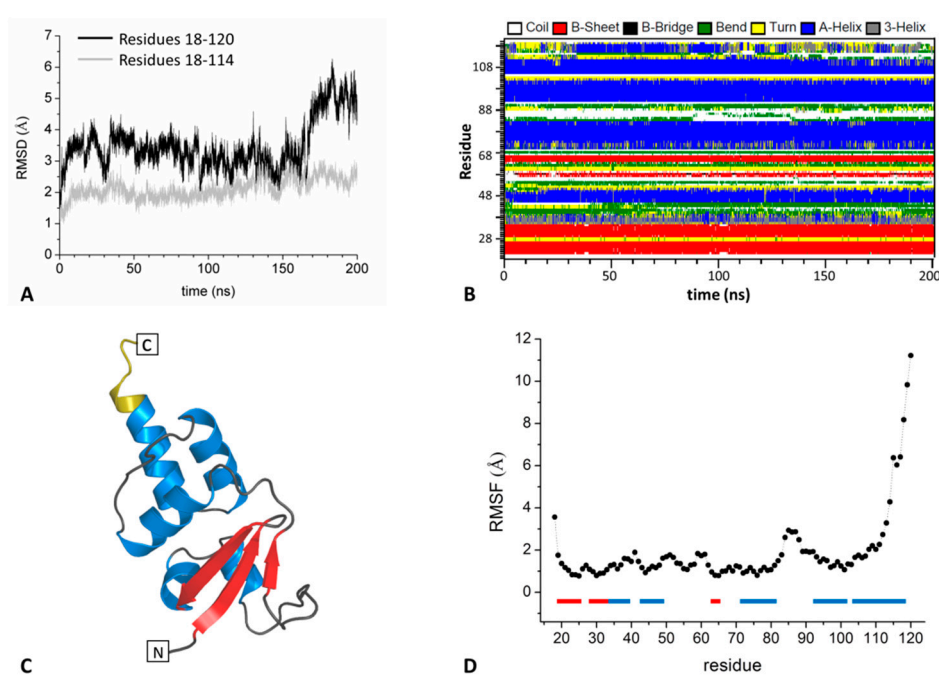 7
6
5
4
3
2
1
0
RMSD (Å)
Residues 18-120
Residues 18-114
0 50 100 150 200
time (ns)
A
Coil B-Sheet B-Bridge Bend Turn A-Helix 3-Helix
108
88
68
48
28
Residue
0 50 100 150 200
time (ns)
B
C
N
C
12
10
8
6
4
2
0
RMSF (Å)
20 30 40 50 60 70 80 90 100 110 120
residue
D